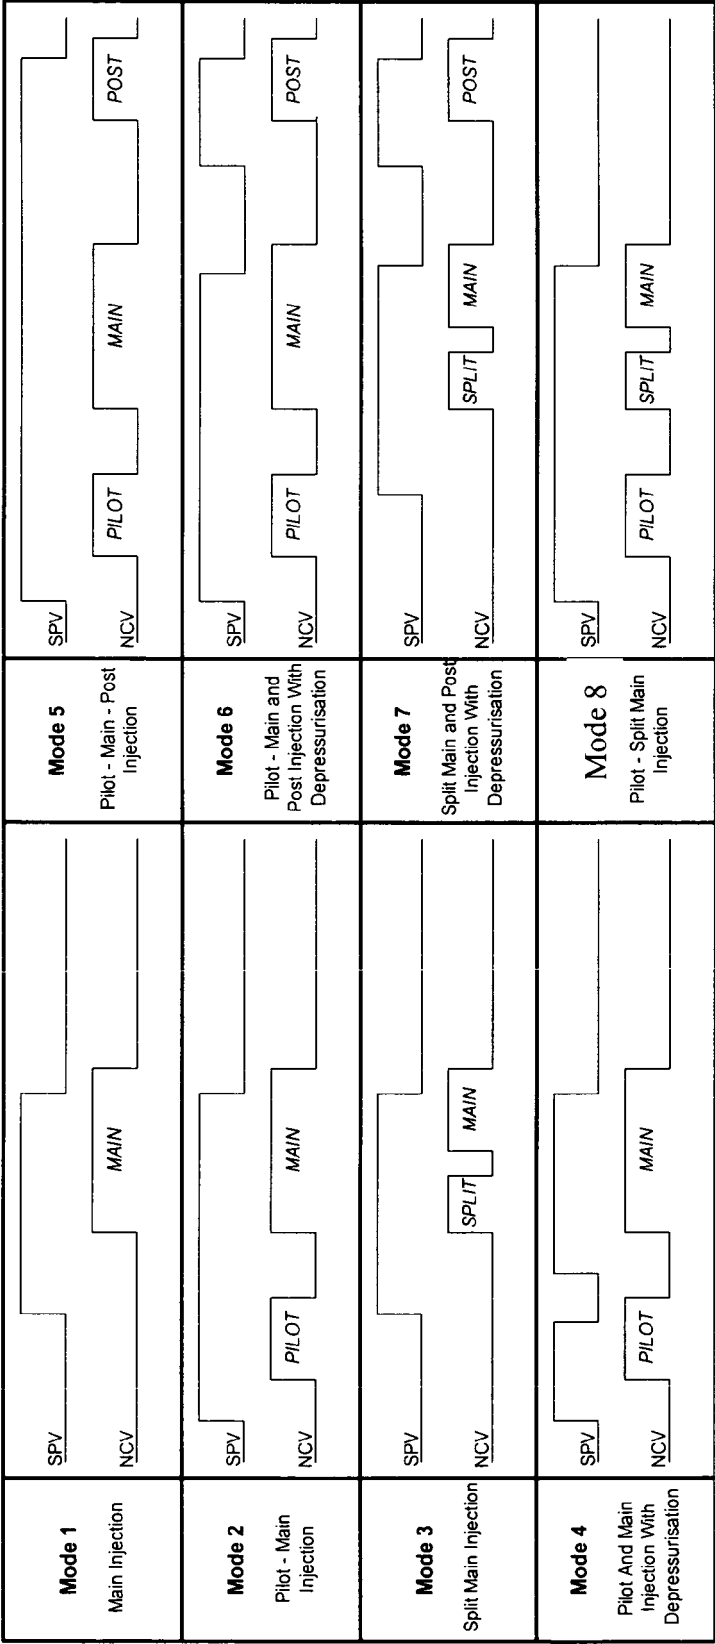 Mode 1
Main Injection
SPV
NCV
MAIN
Mode 5
Pilot - Main - Post
Injection
SPV
NCV
PILOT
MAIN
POST
Mode 2
Pilot - Main
Injection
SPV
NCV
PILOT
MAIN
Mode 6
Pilot - Main and
Post Injection With
Depressurisation
SPV
NCV
PILOT
MAIN
POST
Mode 3
Split Main Injection
SPV
NCV
SPLIT
MAIN
Mode 7
Split Main and Post
Injection With
Depressurisation
SPV
NCV
SPLIT
MAIN
POST
Mode 4
Pilot And Main
Injection With
Depressurisation
SPV
NCV
PILOT
MAIN
Mode 8
Pilot - Split Main
Injection
SPV
NCV
PILOT
SPLIT
MAIN